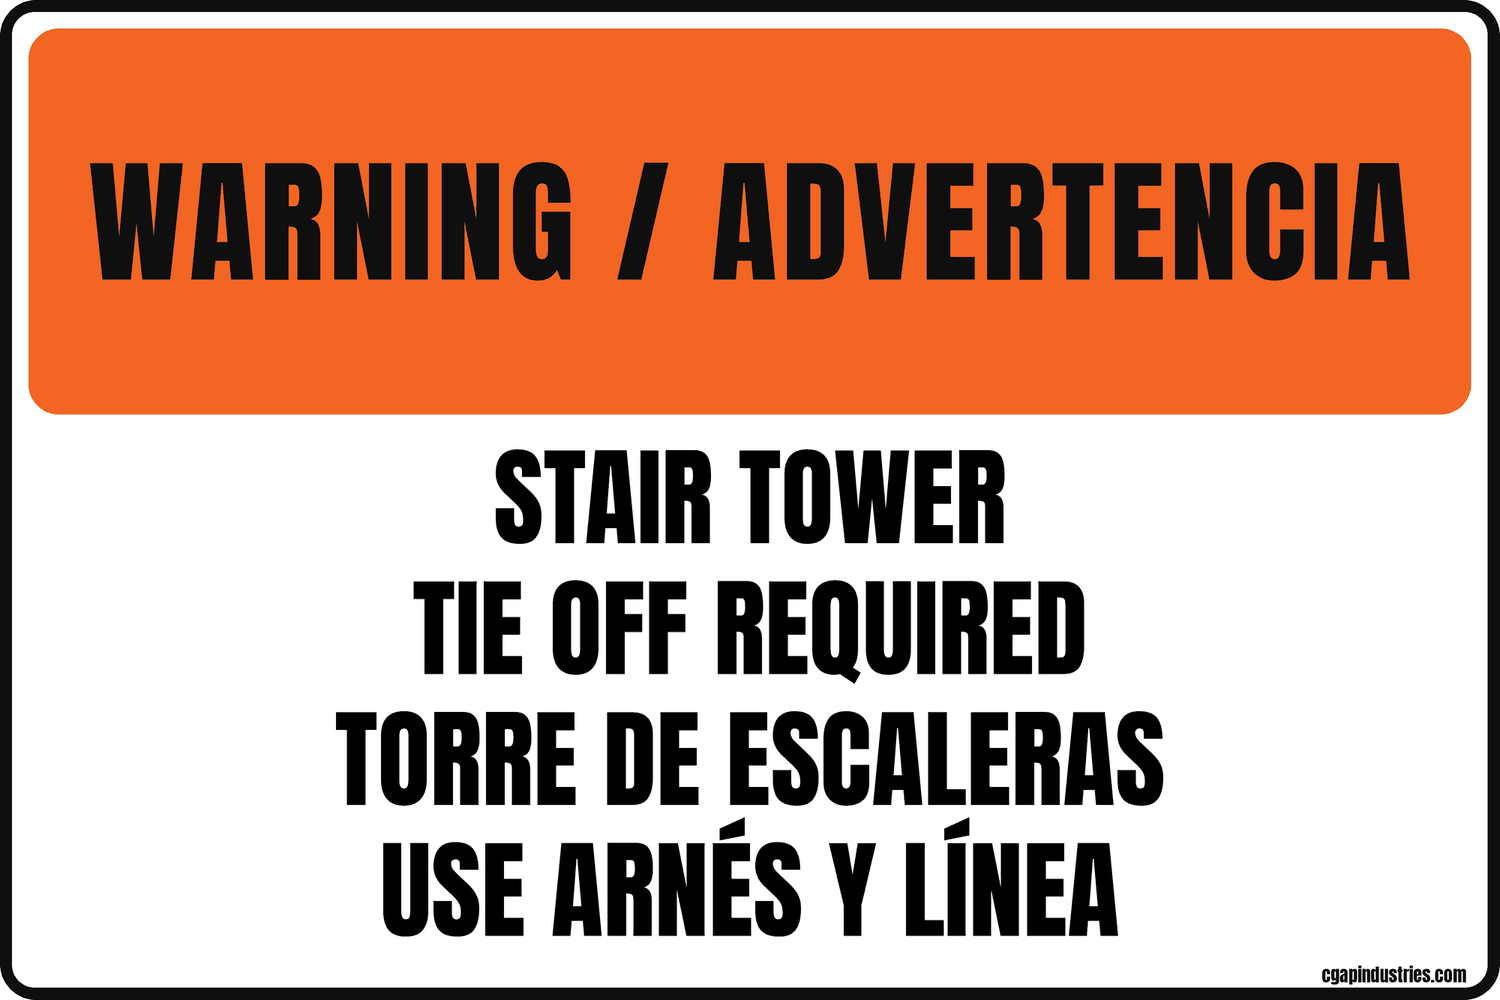 WARNING / ADVERTENCIA
STAIR TOWER
TIE OFF REQUIRED
TORRE DE ESCALERAS
USE ARNÉS Y LÍNEA
cgapindustries.com